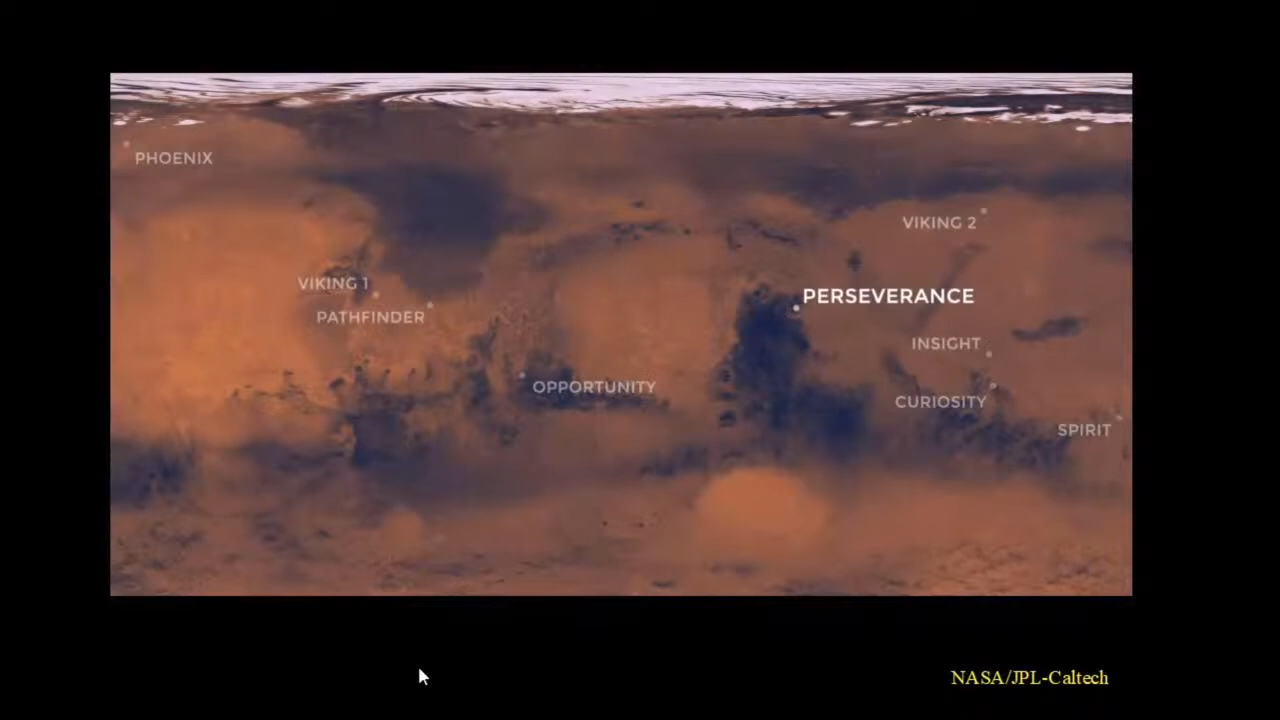 PHOENIX
VIKING 2
VIKING 1
PERSEVERANCE
PATHFINDER
INSIGHT
OPPORTUNITY
CURIOSITY
SPIRIT
NASA/JPL-Caltech